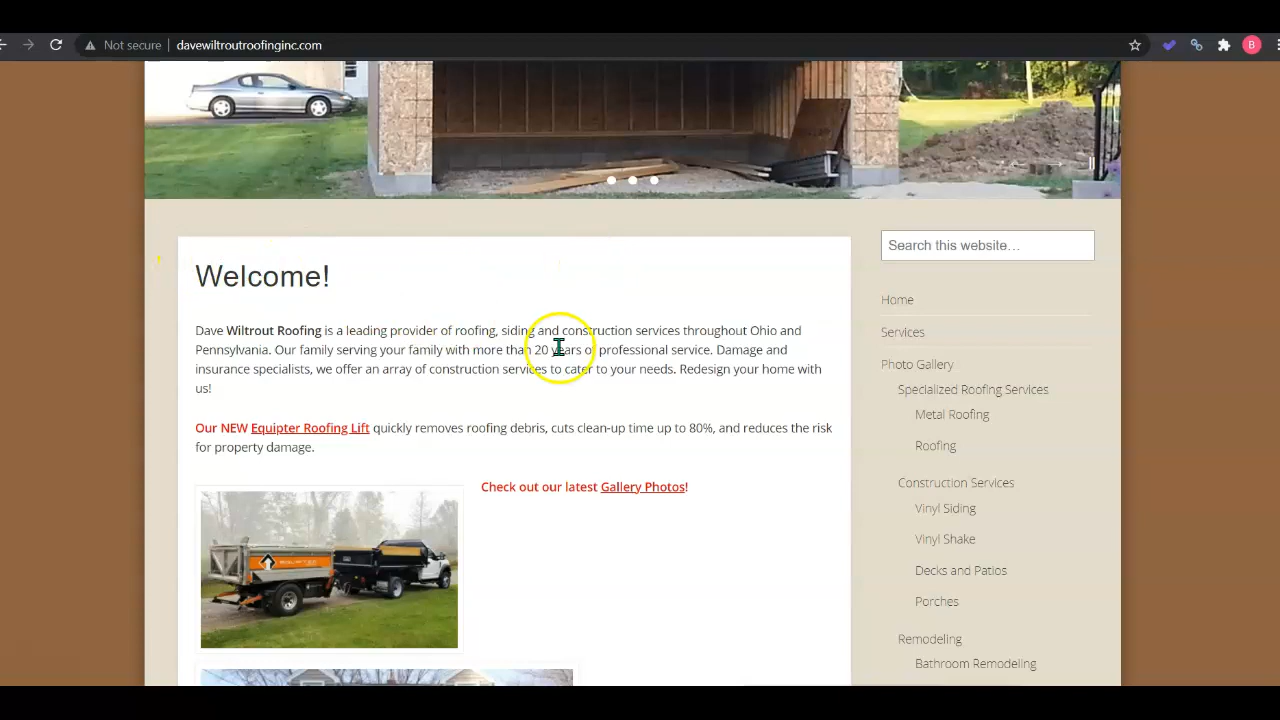 Not secure davewiltroutroofinginc.com B
Search this website…
Welcome!
Home
Dave Wiltrout Roofing is a leading provider of roofing, siding and construction services throughout Ohio and
Services
Pennsylvania. Our family serving your family with more than 20 years of professional service. Damage and
Photo Gallery
insurance specialists, we offer an array of construction services to cater to your needs. Redesign your home with
us!
Specialized Roofing Services
Metal Roofing
Our NEW Equipter Roofing Lift quickly removes roofing debris, cuts clean-up time up to 80%, and reduces the risk
for property damage.
Roofing
Check out our latest Gallery Photos!
Construction Services
Vinyl Siding
Vinyl Shake
Decks and Patios
Porches
Remodeling
Bathroom Remodeling